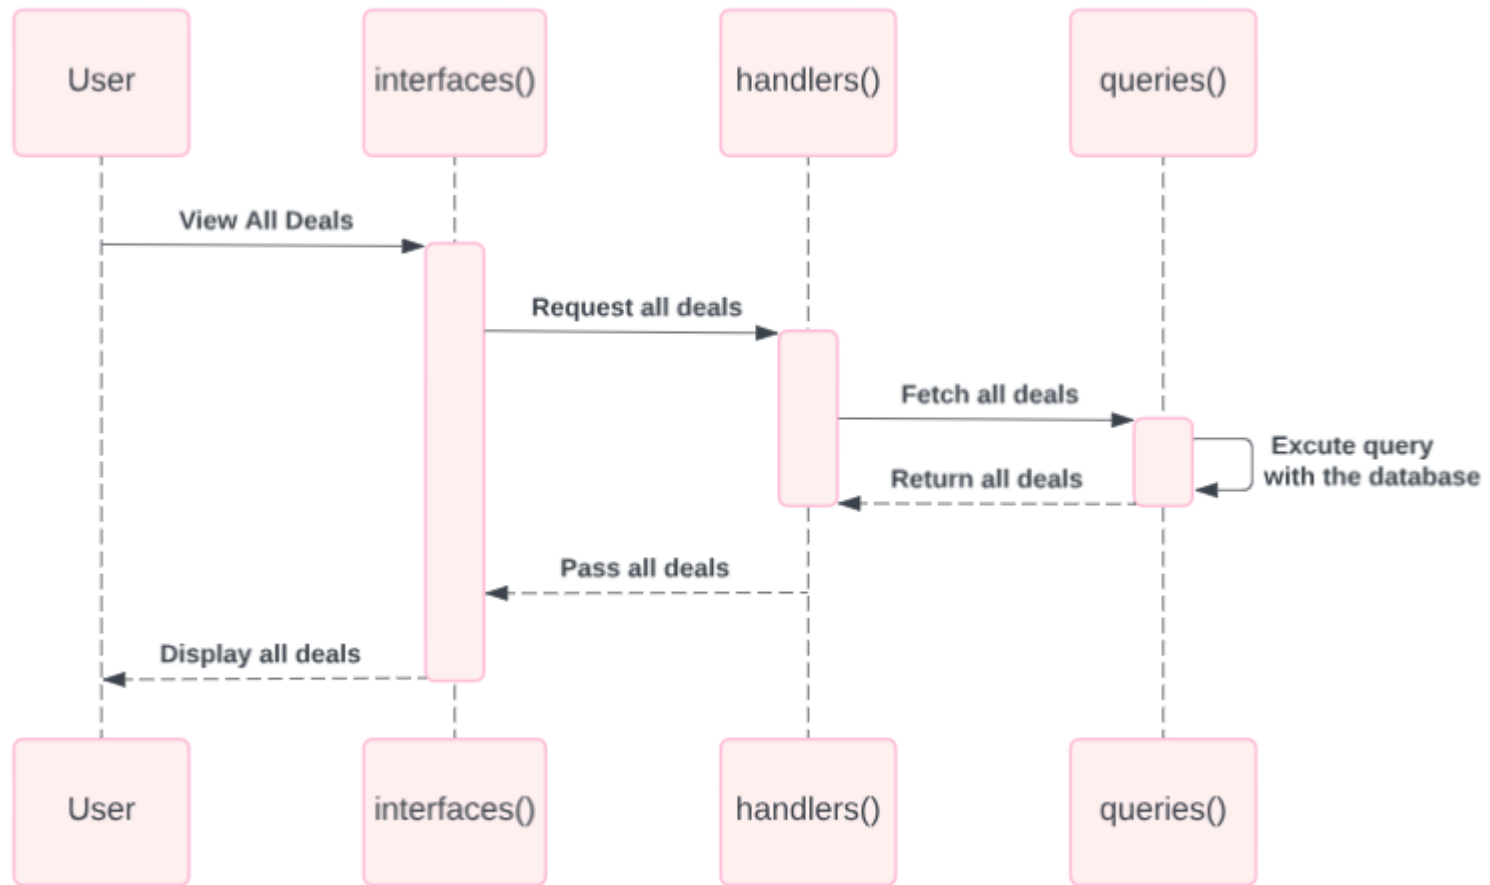 User
interfaces()
handlers()
queries()
View All Deals
Request all deals
Fetch all deals
Excute query
with the database
Return all deals
Pass all deals
Display all deals
User
interfaces()
handlers()
queries()